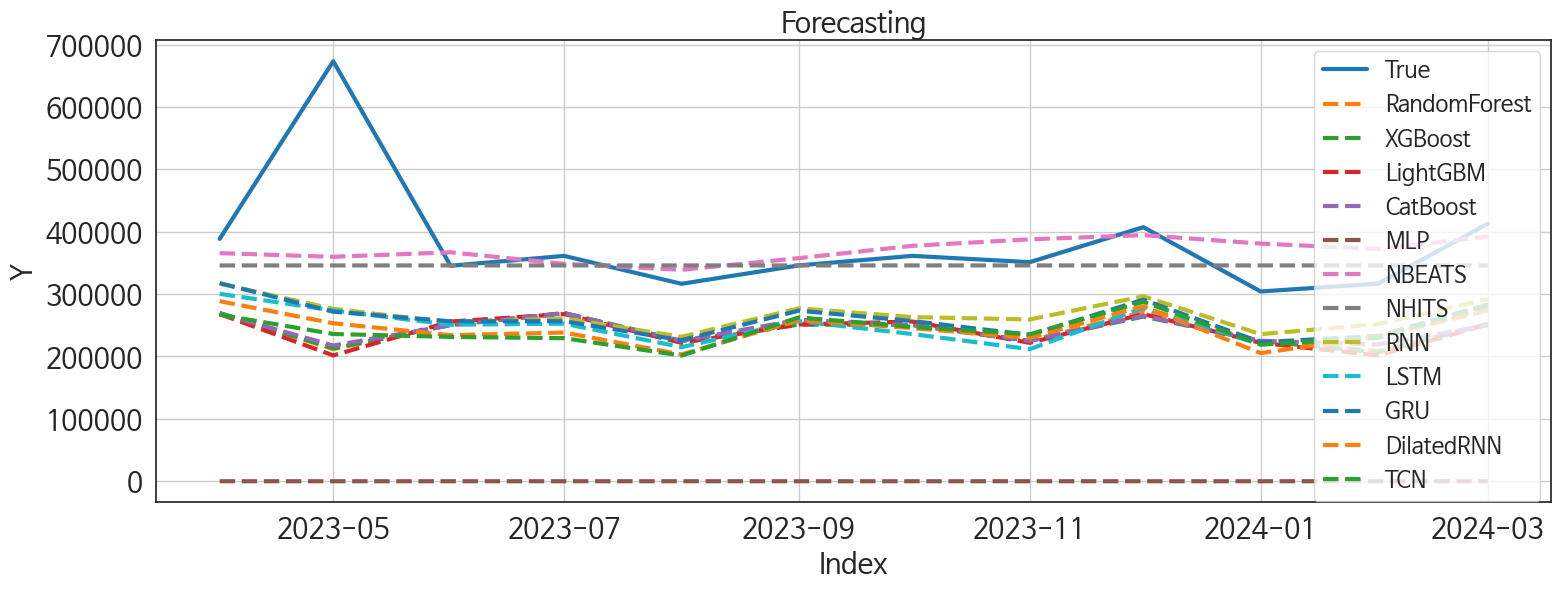 Forecasting
700000
600000
500000
400000
300000
200000
100000
0
Y
True
RandomForest
XGBoost
LightGBM
CatBoost
MLP
NBEATS
NHITS
RNN
LSTM
GRU
DilatedRNN
TCN
2023-05 2023-07 2023-09 2023-11 2024-01 2024-03
Index